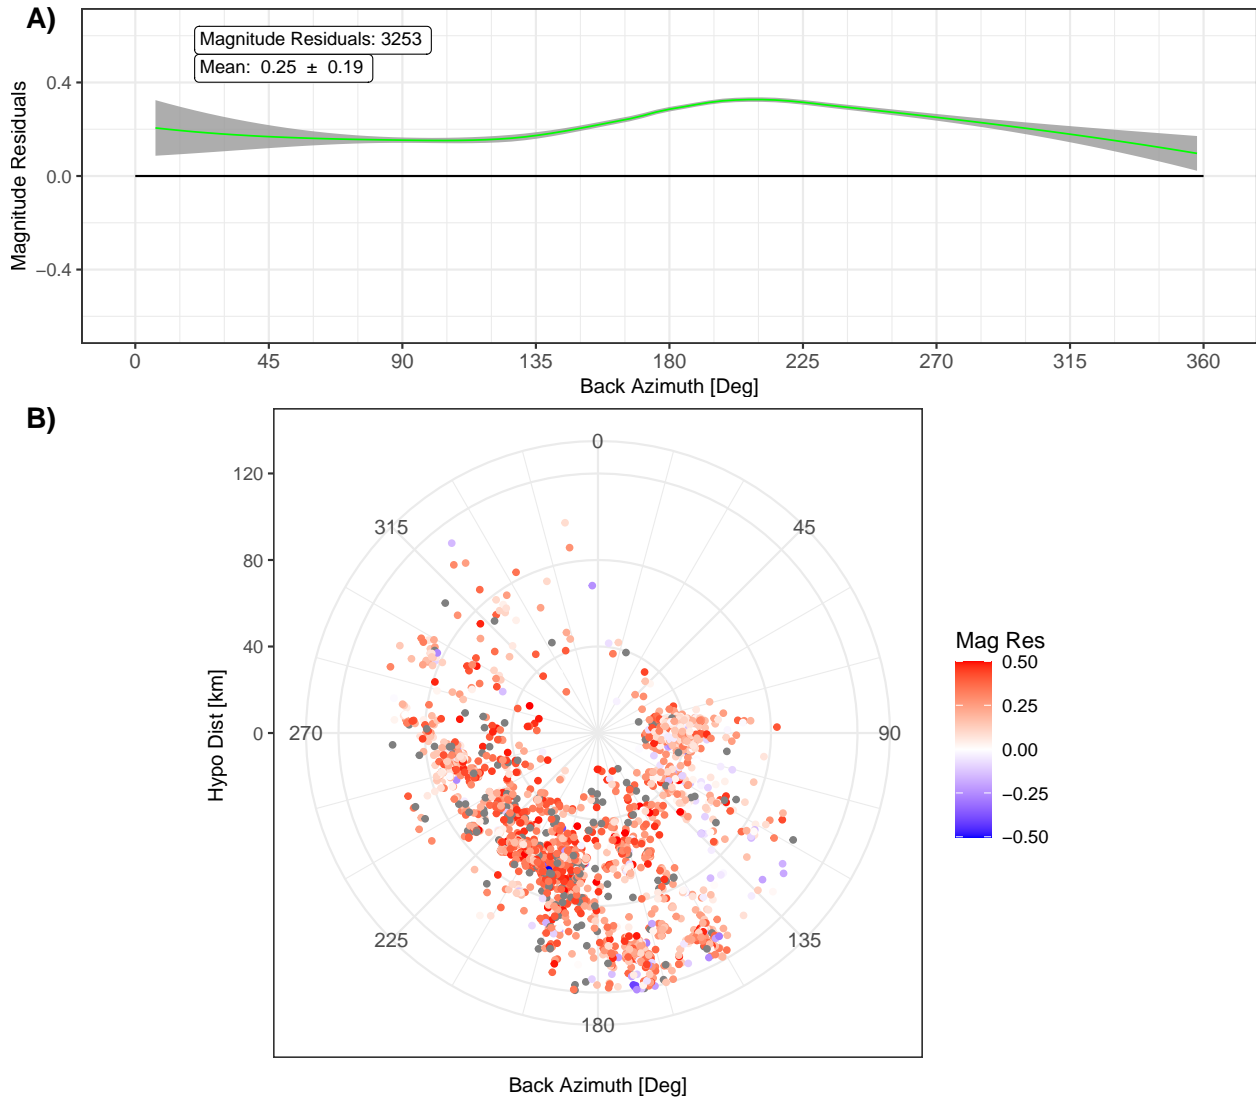 A)
Magnitude Residuals: 3253
Mean: 0.25 ± 0.19
Magnitude Residuals
0.4
0.0
−0.4
0 45 90 135 180 225 270 315 360
Back Azimuth [Deg]
B)
Hypo Dist [km]
120
80
40
0
0
45
90
135
180
225
270
315
Back Azimuth [Deg]
Mag Res
0.50
0.25
0.00
−0.25
−0.50